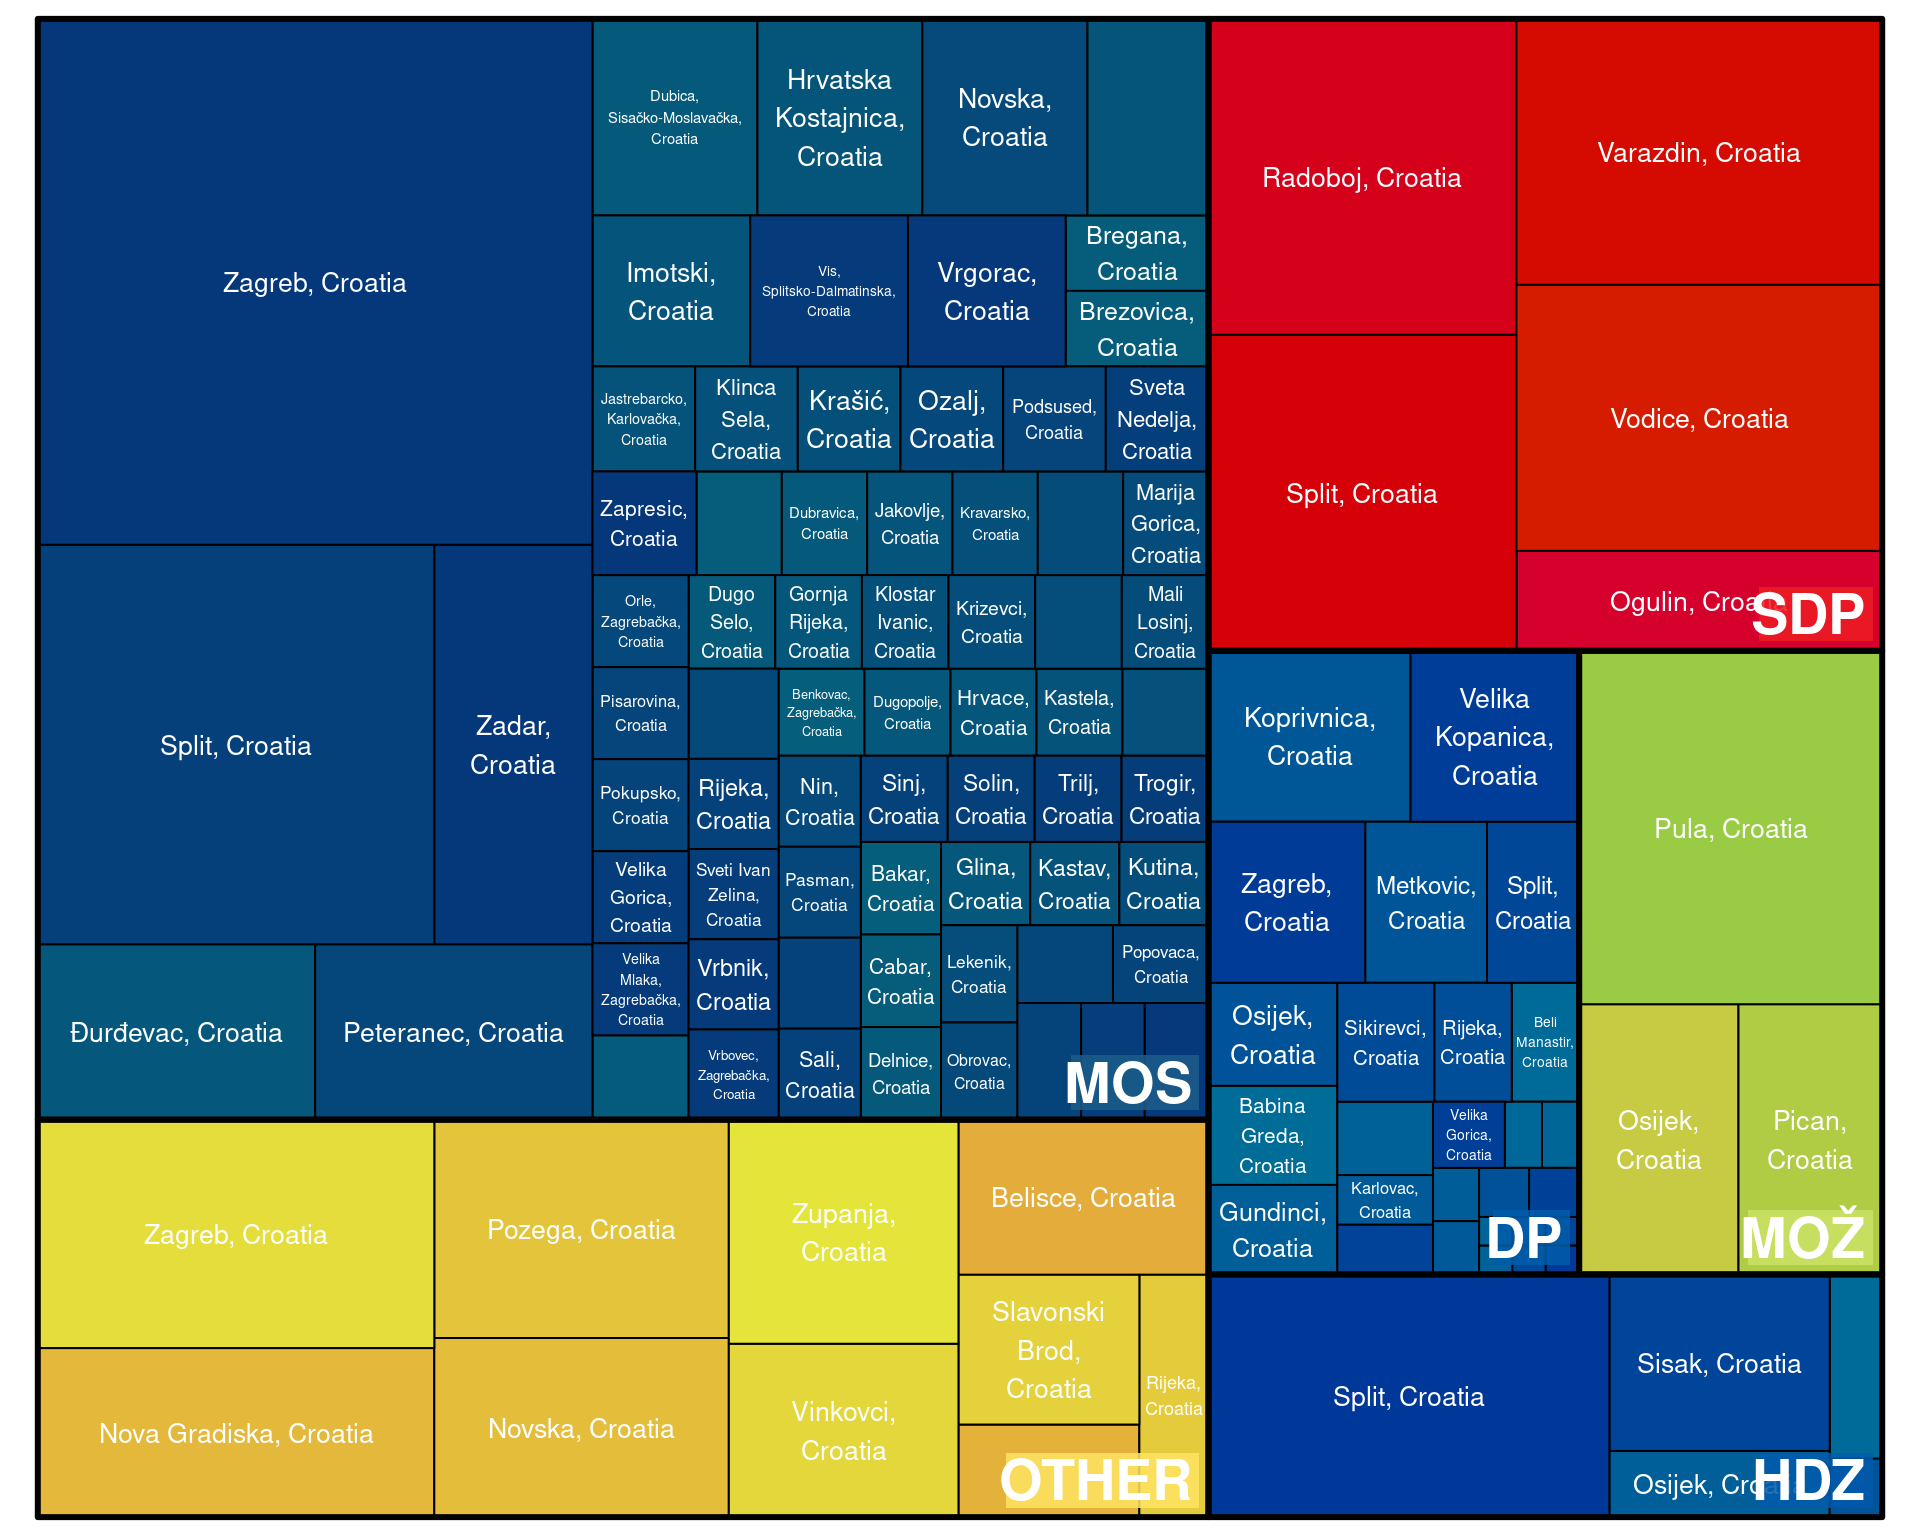 Zagreb, Croatia
Split, Croatia
Zadar,
Croatia
Đurđevac, Croatia
Peteranec, Croatia
Dubica,
Sisačko-Moslavačka,
Croatia
Hrvatska
Kostajnica,
Croatia
Novska,
Croatia
Imotski,
Croatia
Vis,
Splitsko-Dalmatinska,
Croatia
Vrgorac,
Croatia
Bregana,
Croatia
Brezovica,
Croatia
Jastrebarcko,
Karlovačka,
Croatia
Klinca
Sela,
Croatia
Krašić,
Croatia
Ozalj,
Croatia
Podsused,
Croatia
Sveta
Nedelja,
Croatia
Zapresic,
Croatia
Dubravica,
Croatia
Jakovlje,
Croatia
Kravarsko,
Croatia
Marija
Gorica,
Croatia
Orle,
Zagrebačka,
Croatia
Dugo
Selo,
Croatia
Gornja
Rijeka,
Croatia
Klostar
Ivanic,
Croatia
Krizevci,
Croatia
Mali
Losinj,
Croatia
Pisarovina,
Croatia
Benkovac,
Zagrebačka,
Croatia
Dugopolje,
Croatia
Hrvace,
Croatia
Kastela,
Croatia
Pokupsko,
Croatia
Rijeka,
Croatia
Nin,
Croatia
Sinj,
Croatia
Solin,
Croatia
Trilj,
Croatia
Trogir,
Croatia
Velika
Gorica,
Croatia
Sveti Ivan
Zelina,
Croatia
Pasman,
Croatia
Bakar,
Croatia
Glina,
Croatia
Kastav,
Croatia
Kutina,
Croatia
Velika
Mlaka,
Zagrebačka,
Croatia
Vrbnik,
Croatia
Cabar,
Croatia
Lekenik,
Croatia
Popovaca,
Croatia
Vrbovec,
Zagrebačka,
Croatia
Sali,
Croatia
Delnice,
Croatia
Obrovac,
Croatia
MOS
Radoboj, Croatia
Varazdin, Croatia
Split, Croatia
Vodice, Croatia
Ogulin, Croa
SDP
Koprivnica,
Croatia
Velika
Kopanica,
Croatia
Zagreb,
Croatia
Metkovic,
Croatia
Split,
Croatia
Osijek,
Croatia
Sikirevci,
Croatia
Rijeka,
Croatia
Beli
Manastir,
Croatia
Babina
Greda,
Croatia
Velika
Gorica,
Croatia
Gundinci,
Croatia
Karlovac,
Croatia
DP
Pula, Croatia
Osijek,
Croatia
Pican,
Croatia
MOŽ
Zagreb, Croatia
Pozega, Croatia
Zupanja,
Croatia
Belisce, Croatia
Nova Gradiska, Croatia
Novska, Croatia
Vinkovci,
Croatia
Slavonski
Brod,
Croatia
Rijeka,
Croatia
OTHER
Split, Croatia
Sisak, Croatia
Osijek, Cro
HDZ